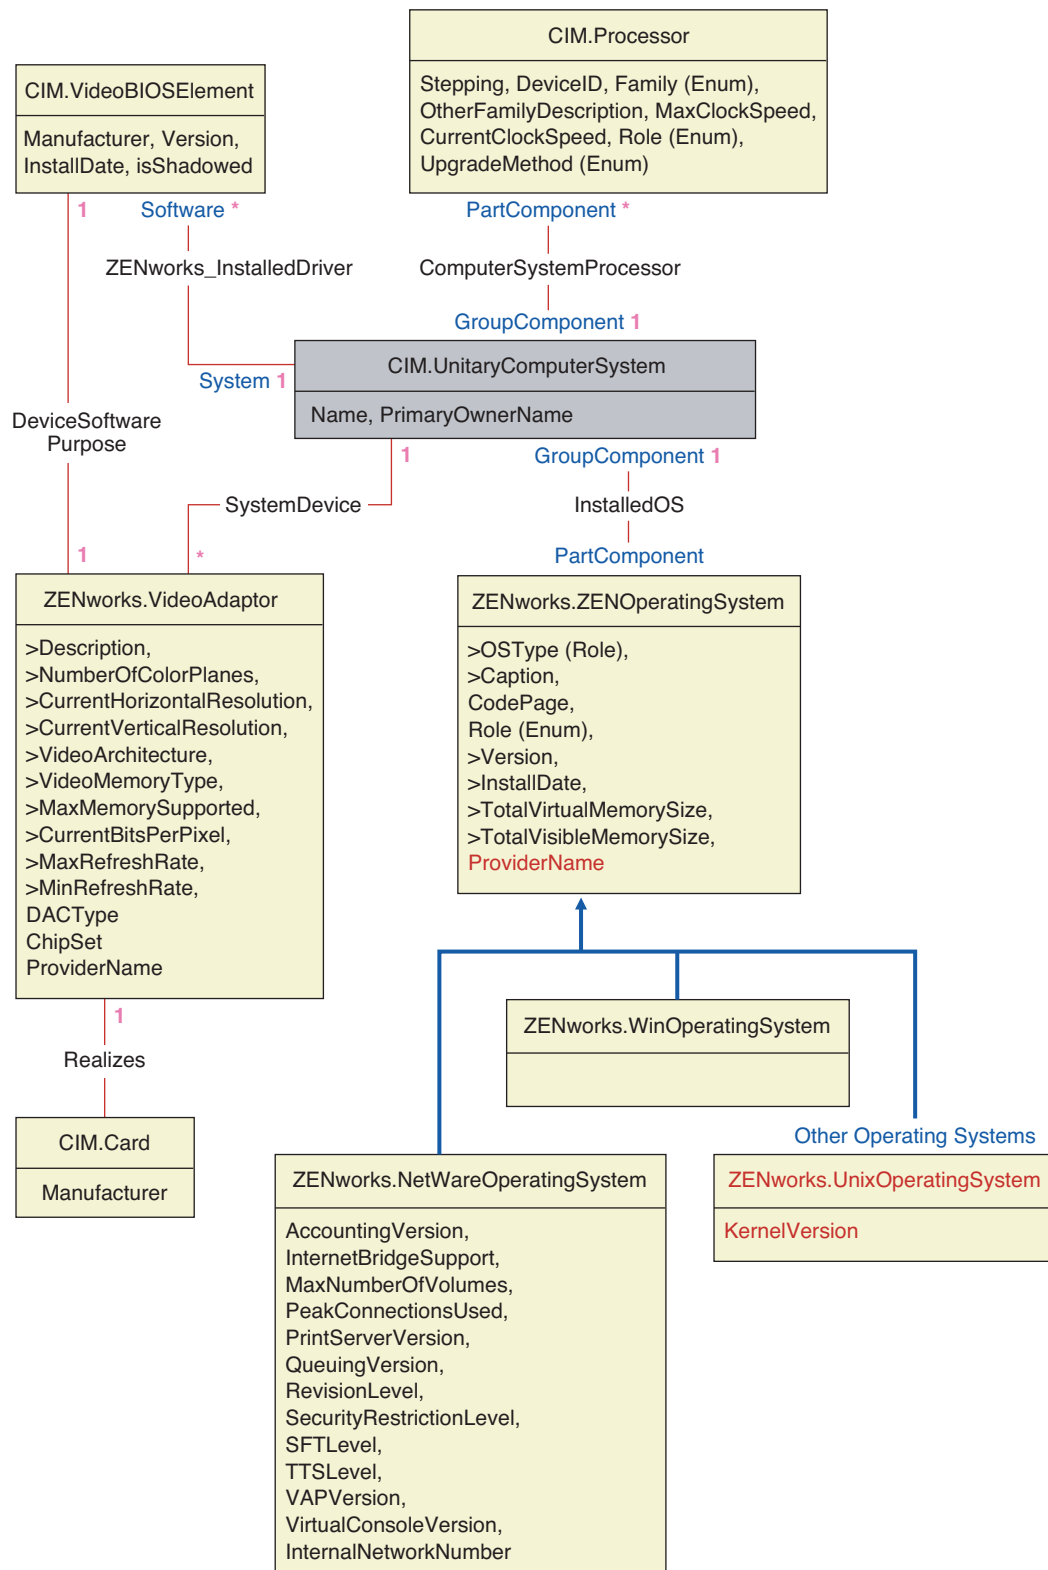 CIM.Processor
Stepping, DeviceID, Family (Enum),
OtherFamilyDescription, MaxClockSpeed,
CurrentClockSpeed, Role (Enum),
UpgradeMethod (Enum)
CIM.VideoBIOSElement
Manufacturer, Version,
InstallDate, isShadowed
1
Software *
PartComponent *
ZENworks_InstalledDriver
ComputerSystemProcessor
GroupComponent 1
System 1
CIM.UnitaryComputerSystem
Name, PrimaryOwnerName
DeviceSoftware
Purpose
1
GroupComponent 1
SystemDevice
InstalledOS
1
*
PartComponent
ZENworks.VideoAdaptor
>Description,
>NumberOfColorPlanes,
>CurrentHorizontalResolution,
>CurrentVerticalResolution,
>VideoArchitecture,
>VideoMemoryType,
>MaxMemorySupported,
>CurrentBitsPerPixel,
>MaxRefreshRate,
>MinRefreshRate,
DACType
ChipSet
ProviderName
ZENworks.ZENOperatingSystem
>OSType (Role),
>Caption,
CodePage,
Role (Enum),
>Version,
>InstallDate,
>TotalVirtualMemorySize,
>TotalVisibleMemorySize,
ProviderName
1
Realizes
CIM.Card
Manufacturer
ZENworks.WinOperatingSystem
Other Operating Systems
ZENworks.NetWareOperatingSystem
AccountingVersion,
InternetBridgeSupport,
MaxNumberOfVolumes,
PeakConnectionsUsed,
PrintServerVersion,
QueuingVersion,
RevisionLevel,
SecurityRestrictionLevel,
SFTLevel,
TTSLevel,
VAPVersion,
VirtualConsoleVersion,
InternalNetworkNumber
ZENworks.UnixOperatingSystem
KernelVersion